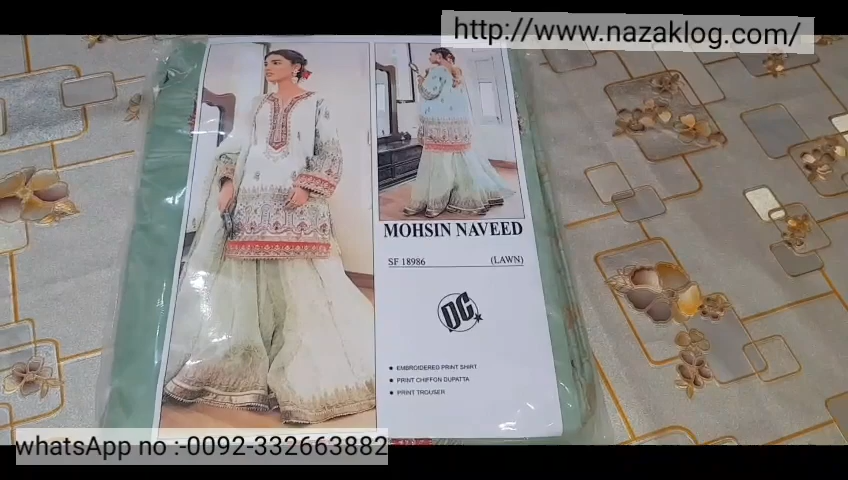 http://www.nazaklog.com/
MOHSIN NAVEED
SF 18986 (LAWN)
DC
EMBROIDERED PRINT SHIRT
PRINT CHIFFON DUPATTA
PRINT TROUSER
whatsApp no :-0092-332663882